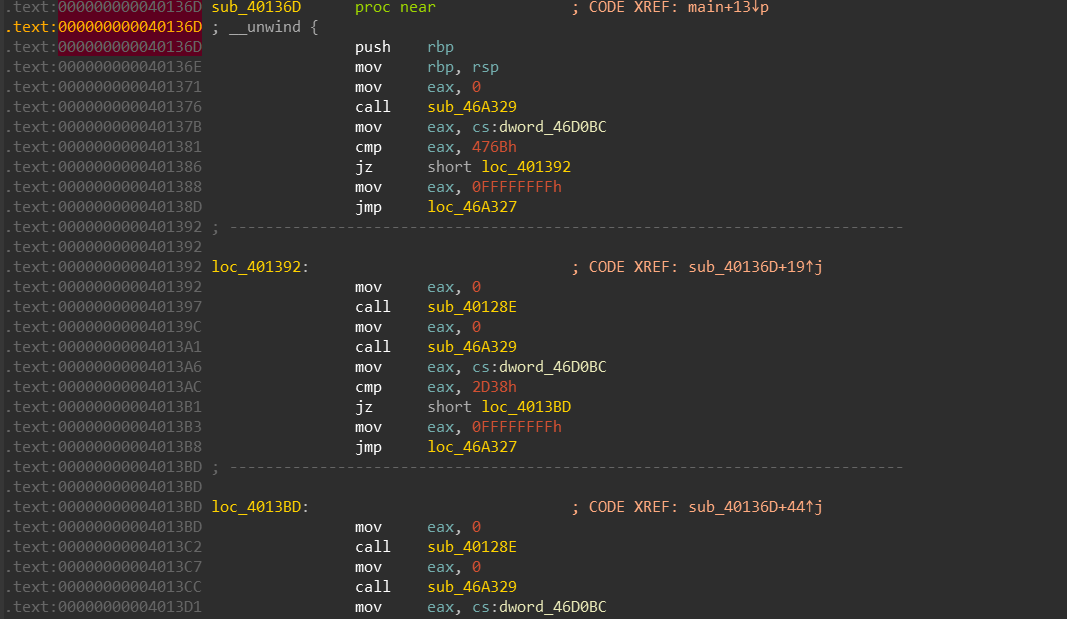 .text:000000000040136D sub_40136D      proc near               ; CODE XREF: main+13↓p
.text:000000000040136D ; __unwind {
.text:000000000040136D                 push    rbp
.text:000000000040136E                 mov     rbp, rsp
.text:0000000000401371                 mov     eax, 0
.text:0000000000401376                 call    sub_46A329
.text:000000000040137B                 mov     eax, cs:dword_46D0BC
.text:0000000000401381                 cmp     eax, 476Bh
.text:0000000000401386                 jz      short loc_401392
.text:0000000000401388                 mov     eax, 0FFFFFFFFh
.text:000000000040138D                 jmp     loc_46A327
.text:0000000000401392 ; ---------------------------------------------------------------------------
.text:0000000000401392
.text:0000000000401392 loc_401392:                             ; CODE XREF: sub_40136D+19↑j
.text:0000000000401392                 mov     eax, 0
.text:0000000000401397                 call    sub_40128E
.text:000000000040139C                 mov     eax, 0
.text:00000000004013A1                 call    sub_46A329
.text:00000000004013A6                 mov     eax, cs:dword_46D0BC
.text:00000000004013AC                 cmp     eax, 2D38h
.text:00000000004013B1                 jz      short loc_4013BD
.text:00000000004013B3                 mov     eax, 0FFFFFFFFh
.text:00000000004013B8                 jmp     loc_46A327
.text:00000000004013BD ; ---------------------------------------------------------------------------
.text:00000000004013BD
.text:00000000004013BD loc_4013BD:                             ; CODE XREF: sub_40136D+44↑j
.text:00000000004013BD                 mov     eax, 0
.text:00000000004013C2                 call    sub_40128E
.text:00000000004013C7                 mov     eax, 0
.text:00000000004013CC                 call    sub_46A329
.text:00000000004013D1                 mov     eax, cs:dword_46D0BC